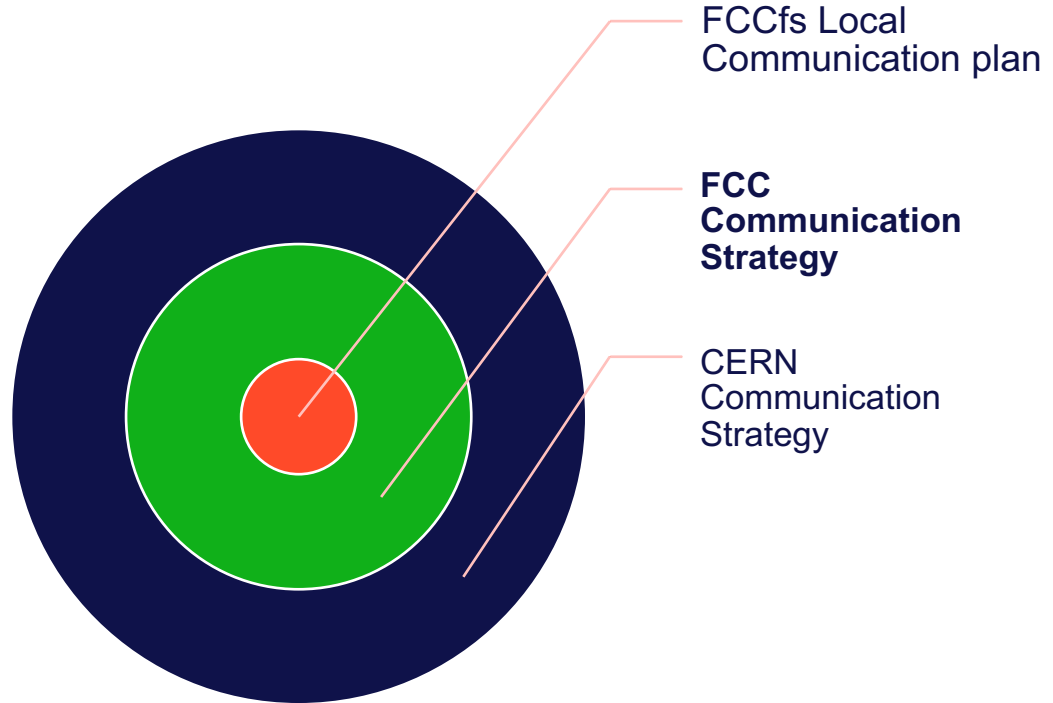 FCCfs Local
Communication plan
FCC
Communication
Strategy
CERN
Communication
Strategy